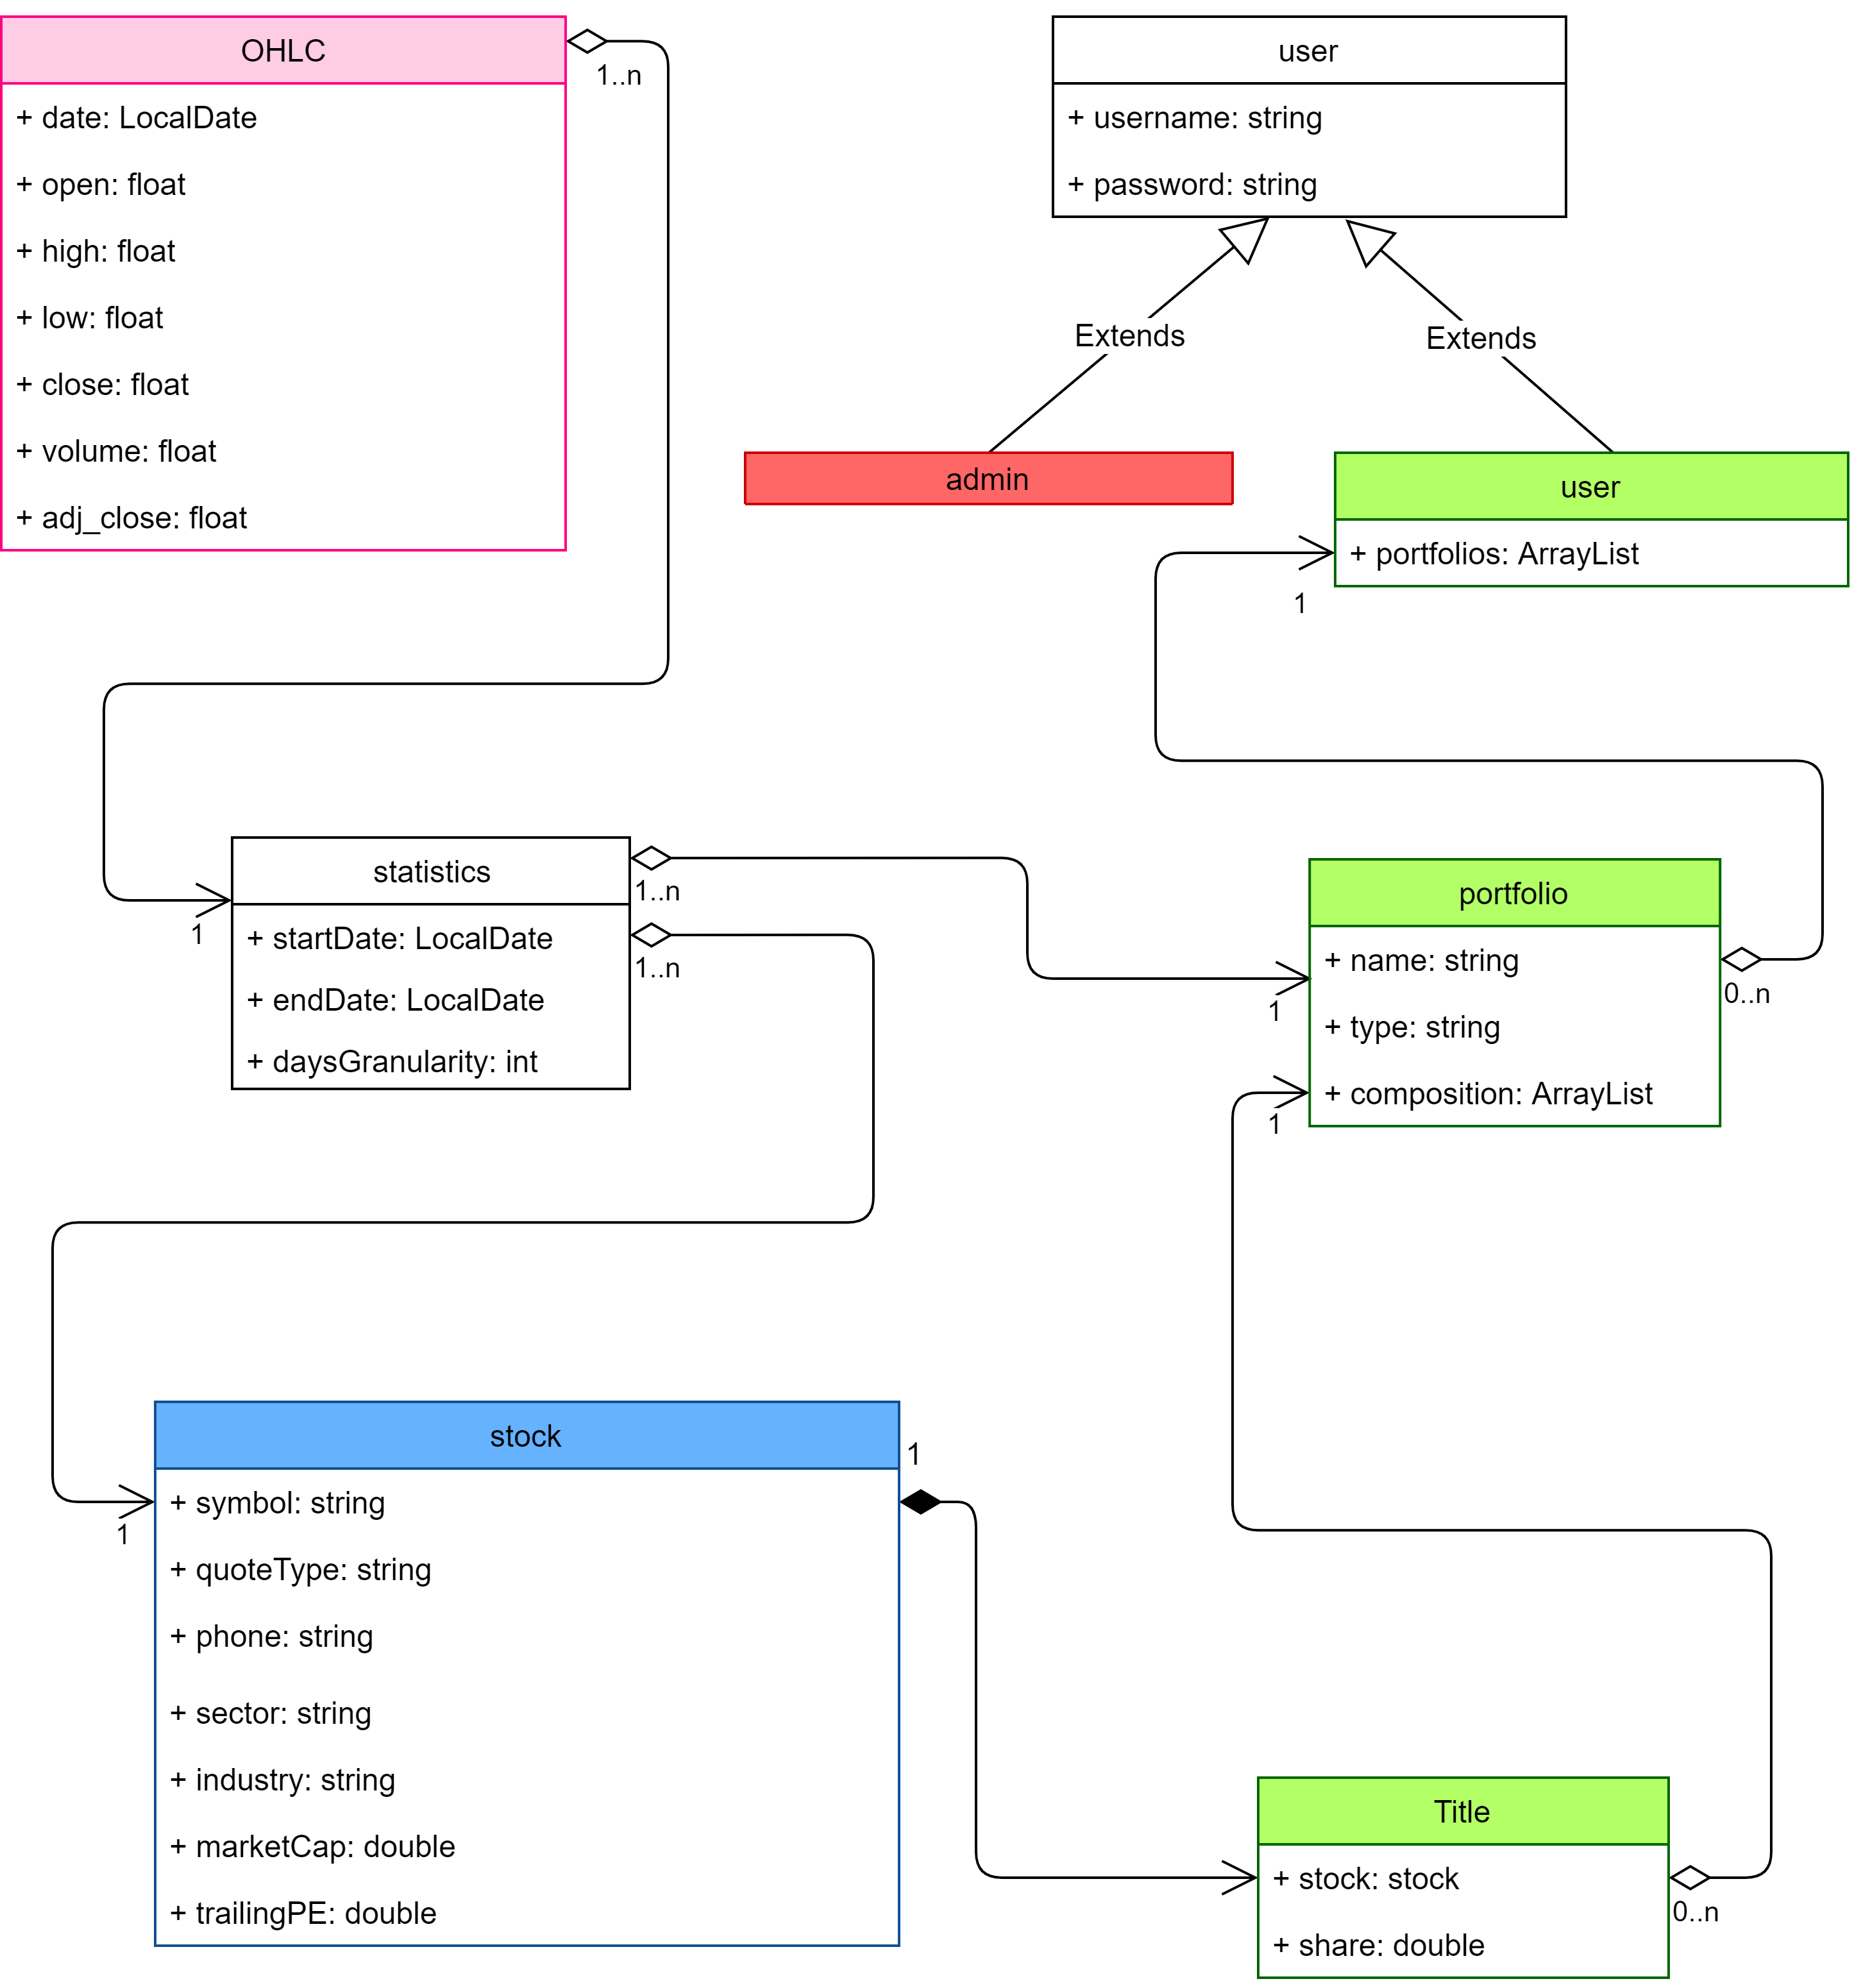 OHLC
+ date: LocalDate
+ open: float
+ high: float
+ low: float
+ close: float
+ volume: float
+ adj_close: float
1..n
user
+ username: string
+ password: string
Extends
Extends
admin
user
+ portfolios: ArrayList
1
statistics
+ startDate: LocalDate
+ endDate: LocalDate
+ daysGranularity: int
1
1..n
1..n
portfolio
+ name: string
+ type: string
+ composition: ArrayList
1
1
0..n
stock
+ symbol: string
+ quoteType: string
+ phone: string
+ sector: string
+ industry: string
+ marketCap: double
+ trailingPE: double
1
1
Title
+ stock: stock
+ share: double
0..n